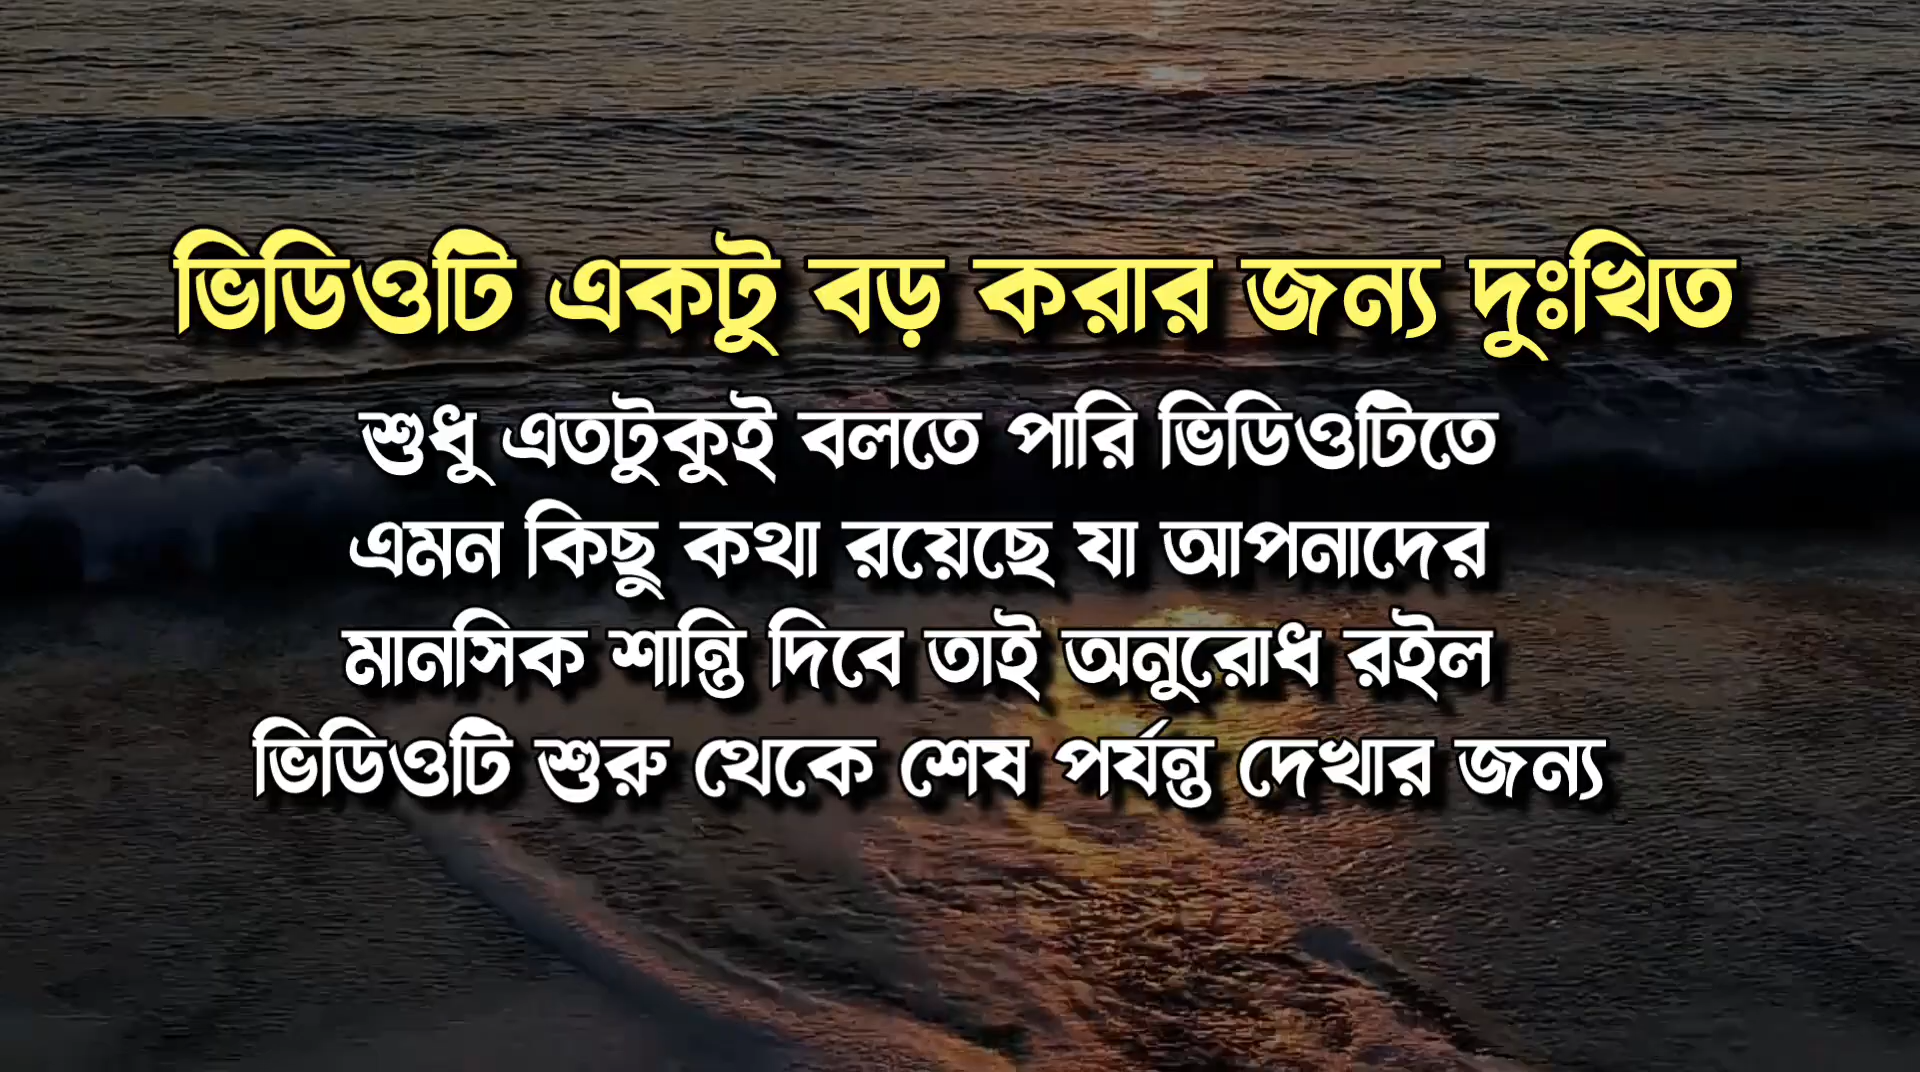 ভিডিওটি একটু বড় করার জন্য দুঃখিত
শুধু এতটুকুই বলতে পারি ভিডিওটিতে
এমন কিছু কথা রয়েছে যা আপনাদের
মানসিক শান্তি দিবে তাই অনুরোধ রইল
ভিডিওটি শুরু থেকে শেষ পর্যন্ত দেখার জন্য